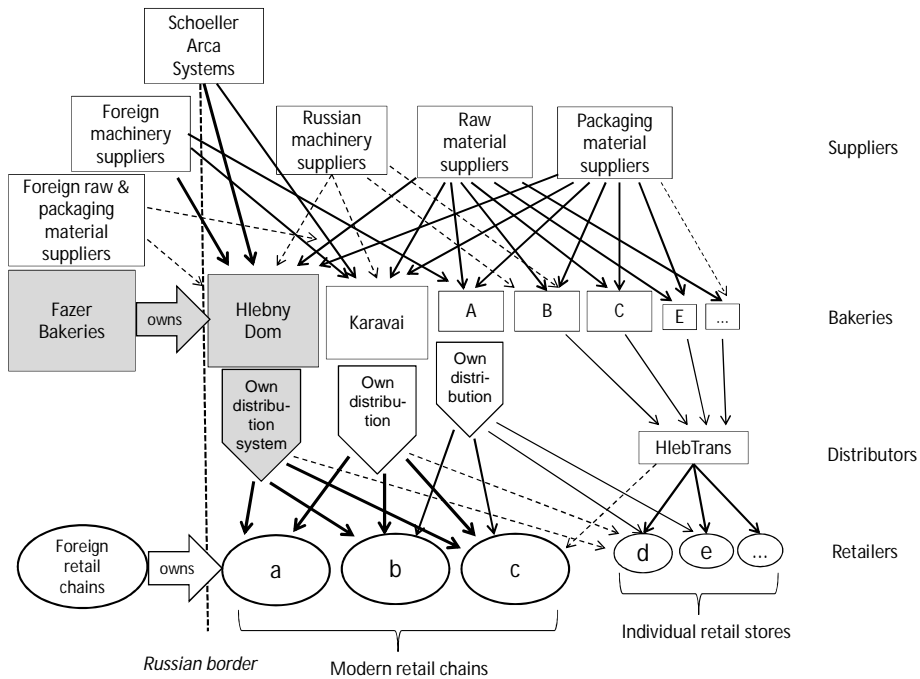 Schoeller
Arca
Systems
Foreign
machinery
suppliers
Russian
machinery
suppliers
Raw
material
suppliers
Packaging
material
suppliers
Suppliers
Foreign raw &
packaging
material
suppliers
Fazer
Bakeries
owns
Hlebny
Dom
Karavai
A
B
C
E
...
Bakeries
Own
distribu-
tion
system
Own
distribu-
tion
Own
distri-
bution
HlebTrans
Distributors
Foreign
retail
chains
owns
a
b
c
d
e
...
Retailers
Individual retail stores
Russian border
Modern retail chains